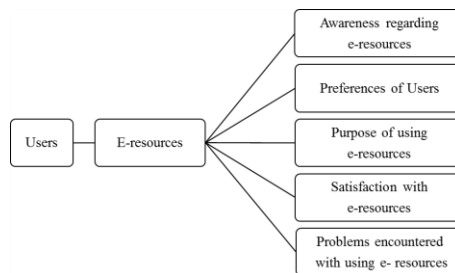 Awareness regarding
e-resources
Preferences of Users
Users
E-resources
Purpose of using
e-resources
Satisfaction with
e-resources
Problems encountered
with using e- resources